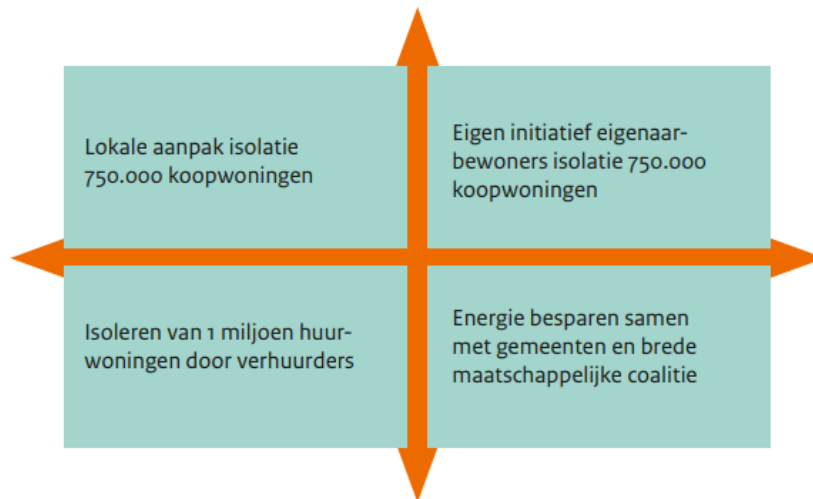 Lokale aanpak isolatie
750.000 koopwoningen
Eigen initiatief eigenaar-
bewoners isolatie 750.000
koopwoningen
Isoleren van 1 miljoen huur-
woningen door verhuurders
Energie besparen samen
met gemeenten en brede
maatschappelijke coalitie